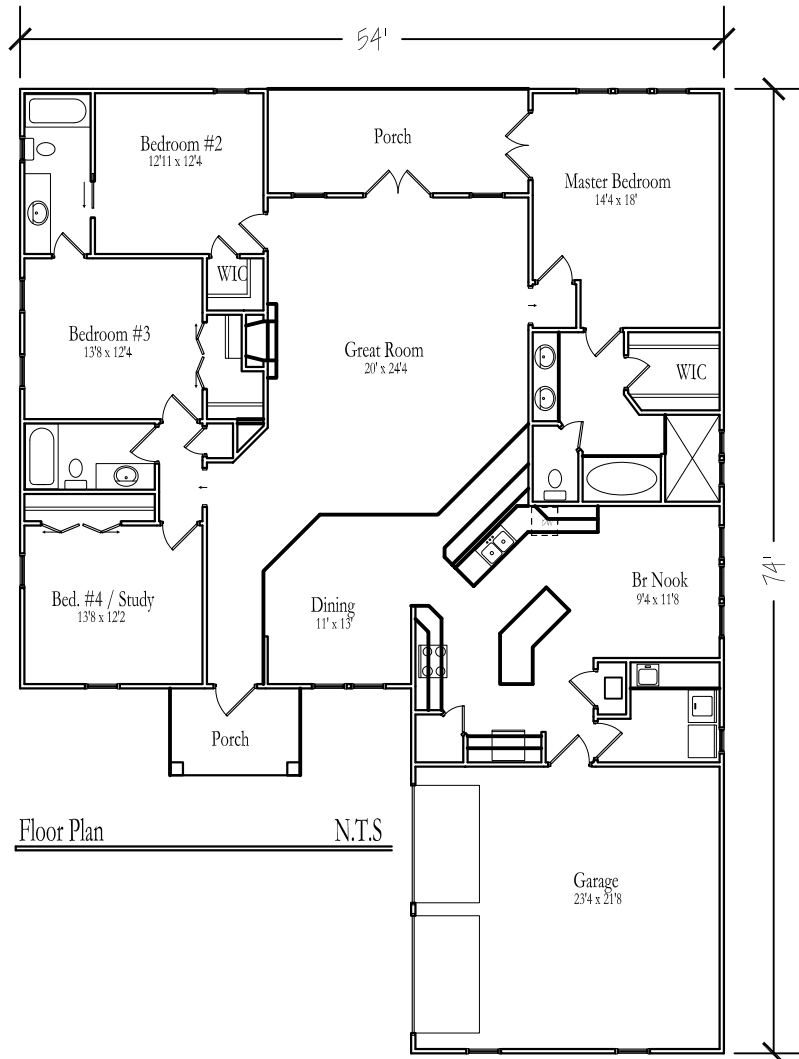 54'
Bedroom #2
12'11 x 12'4
Porch
Master Bedroom
14'4 x 18'
WIC
Bedroom #3
13'8 x 12'4
Great Room
20' x 24'4
WIC
Bed. #4 / Study
13'8 x 12'2
Dining
11' x 13'
Br Nook
9'4 x 11'8
74'
Porch
Floor Plan
N.T.S
Garage
23'4 x 21'8